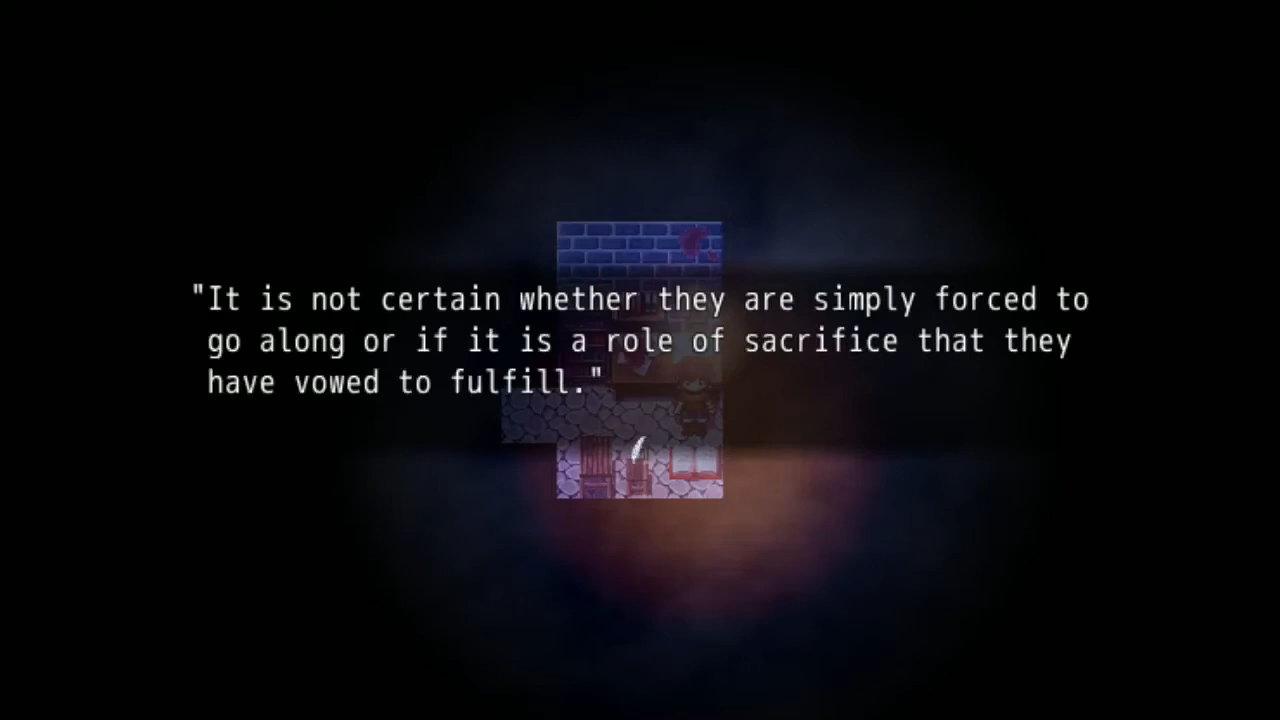 "It is not certain whether they are simply forced to
go along or if it is a role of sacrifice that they
have vowed to fulfill."